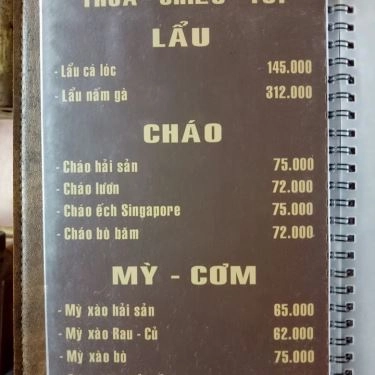 LẨU
- Lẩu cá lóc 145.000
- Lẩu nấm gà 312.000
CHÁO
- Cháo hải sản 75.000
- Cháo lươn 72.000
- Cháo ếch Singapore 75.000
- Cháo bò bằm 72.000
MỲ - CƠM
- Mỳ xào hải sản 65.000
- Mỳ xào Rau - Củ 62.000
- Mỳ xào bò 75.000